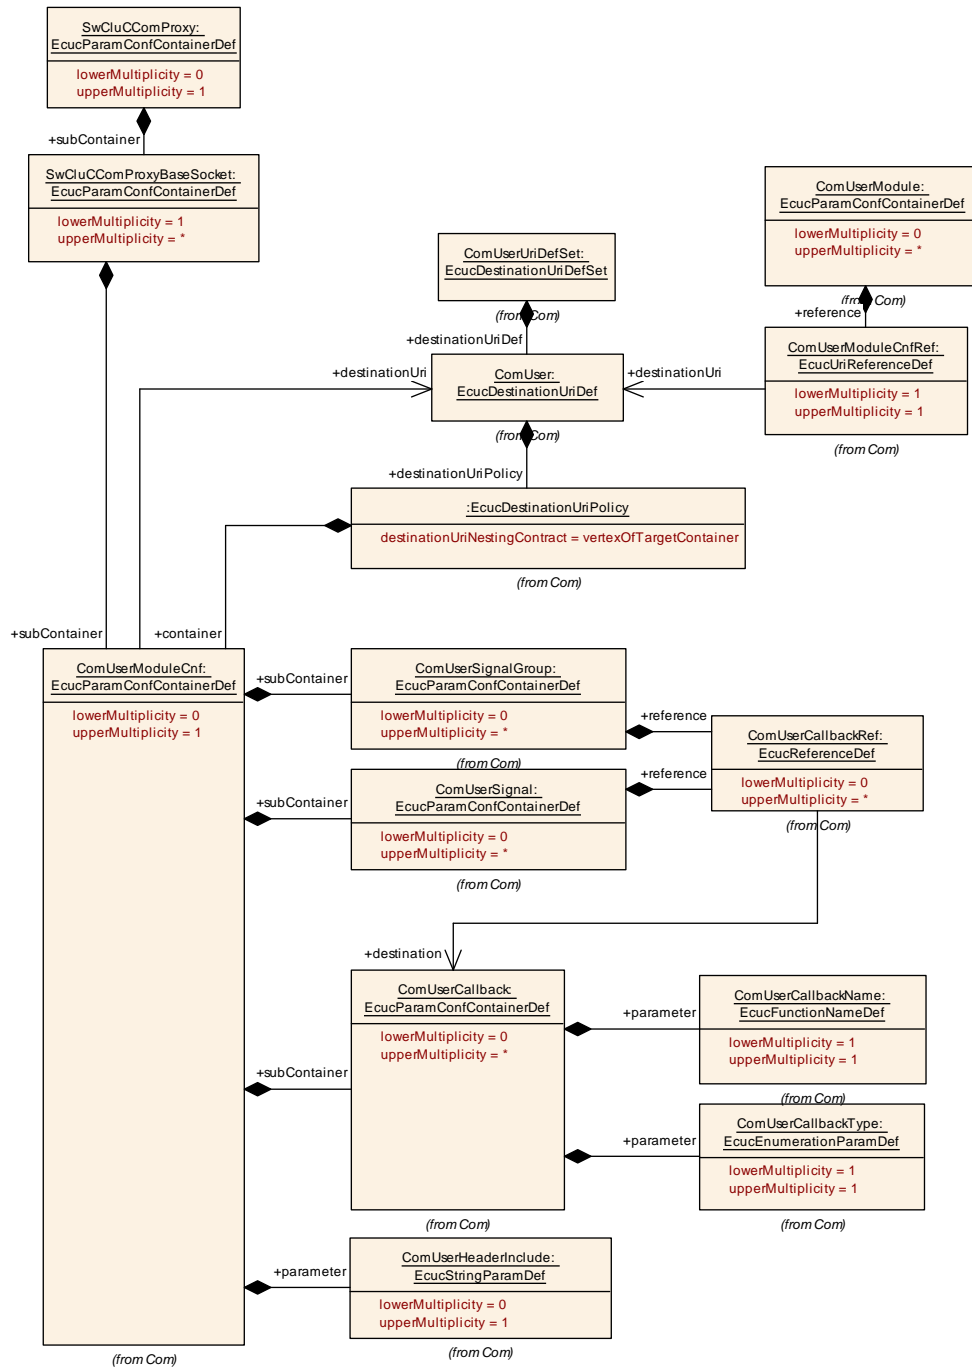 SwCluCComProxy:
EcucParamConfContainerDef
lowerMultiplicity = 0
upperMultiplicity = 1
+subContainer
SwCluCComProxyBaseSocket:
EcucParamConfContainerDef
lowerMultiplicity = 1
upperMultiplicity = *
ComUserModule:
EcucParamConfContainerDef
lowerMultiplicity = 0
upperMultiplicity = *
(from Com)
+reference
ComUserUriDefSet:
EcucDestinationUriDefSet
(from Com)
+destinationUriDef
ComUserModuleCnfRef:
EcucUriReferenceDef
lowerMultiplicity = 1
upperMultiplicity = 1
(from Com)
+destinationUri
ComUser:
EcucDestinationUriDef
+destinationUri
(from Com)
+destinationUriPolicy
:EcucDestinationUriPolicy
destinationUriNestingContract = vertexOfTargetContainer
(from Com)
+subContainer
+container
ComUserModuleCnf:
EcucParamConfContainerDef
lowerMultiplicity = 0
upperMultiplicity = 1
+subContainer
ComUserSignalGroup:
EcucParamConfContainerDef
lowerMultiplicity = 0
upperMultiplicity = *
(from Com)
+reference
ComUserCallbackRef:
EcucReferenceDef
lowerMultiplicity = 0
upperMultiplicity = *
(from Com)
+reference
+subContainer
ComUserSignal:
EcucParamConfContainerDef
lowerMultiplicity = 0
upperMultiplicity = *
(from Com)
+destination
ComUserCallback:
EcucParamConfContainerDef
lowerMultiplicity = 0
upperMultiplicity = *
+subContainer
(from Com)
+parameter
ComUserCallbackName:
EcucFunctionNameDef
lowerMultiplicity = 1
upperMultiplicity = 1
(from Com)
+parameter
ComUserCallbackType:
EcucEnumerationParamDef
lowerMultiplicity = 1
upperMultiplicity = 1
(from Com)
+parameter
ComUserHeaderInclude:
EcucStringParamDef
lowerMultiplicity = 0
upperMultiplicity = 1
(from Com)
(from Com)